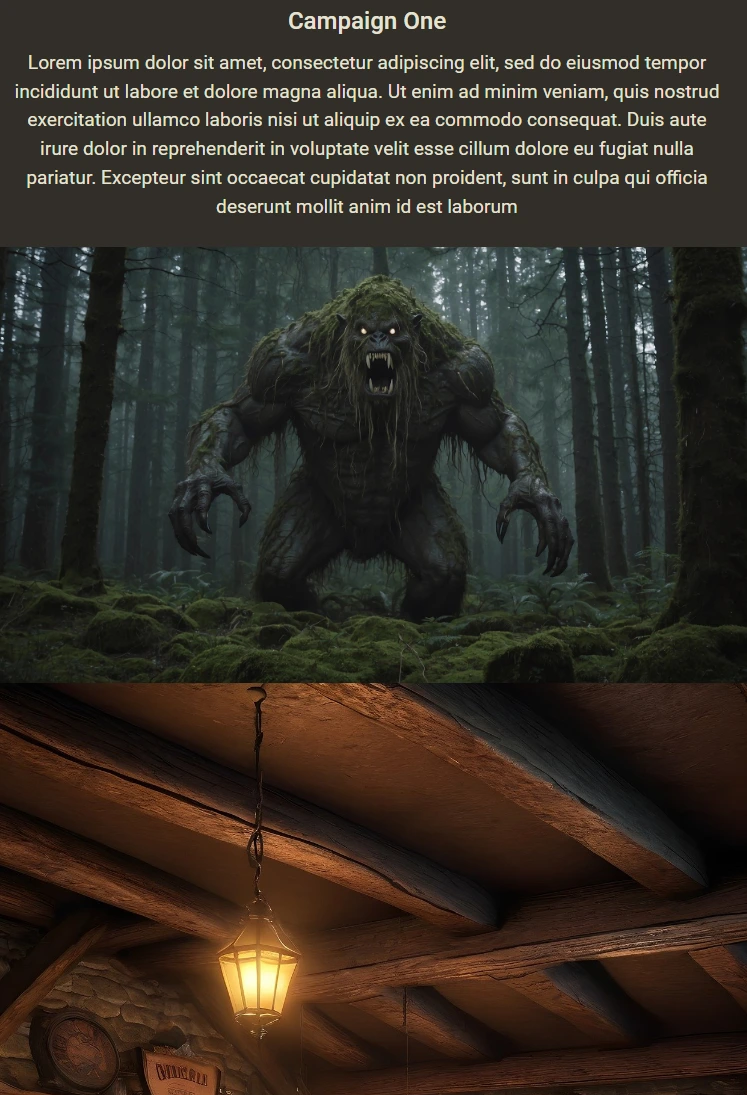 Campaign One
Lorem ipsum dolor sit amet, consectetur adipiscing elit, sed do eiusmod tempor
incididunt ut labore et dolore magna aliqua. Ut enim ad minim veniam, quis nostrud
exercitation ullamco laboris nisi ut aliquip ex ea commodo consequat. Duis aute
irure dolor in reprehenderit in voluptate velit esse cillum dolore eu fugiat nulla
pariatur. Excepteur sint occaecat cupidatat non proident, sunt in culpa qui officia
deserunt mollit anim id est laborum